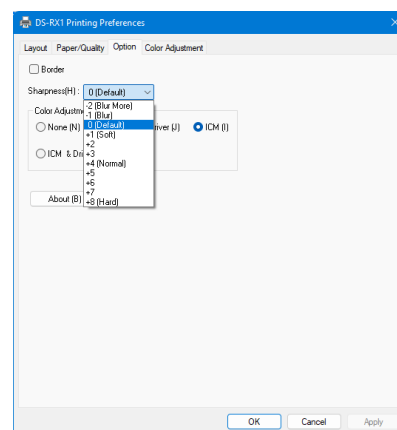 DS-RX1 Printing Preferences
Layout Paper/Quality Option Color Adjustment
Border
Sharpness(H) : 0 (Default)
-2 (Blur More)
-1 (Blur)
0 (Default)
+1 (Soft)
+2
+3
+4 (Normal)
+5
+6
+7
+8 (Hard)
Color Adjustm
None (N) river (J) ICM (I)
ICM & Dri
About (B)
OK Cancel Apply